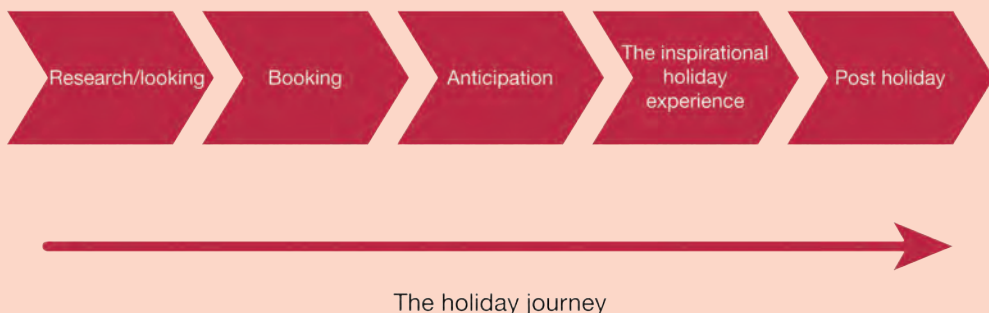 Research/looking
Booking
Anticipation
The inspirational
holiday
experience
Post holiday
The holiday journey